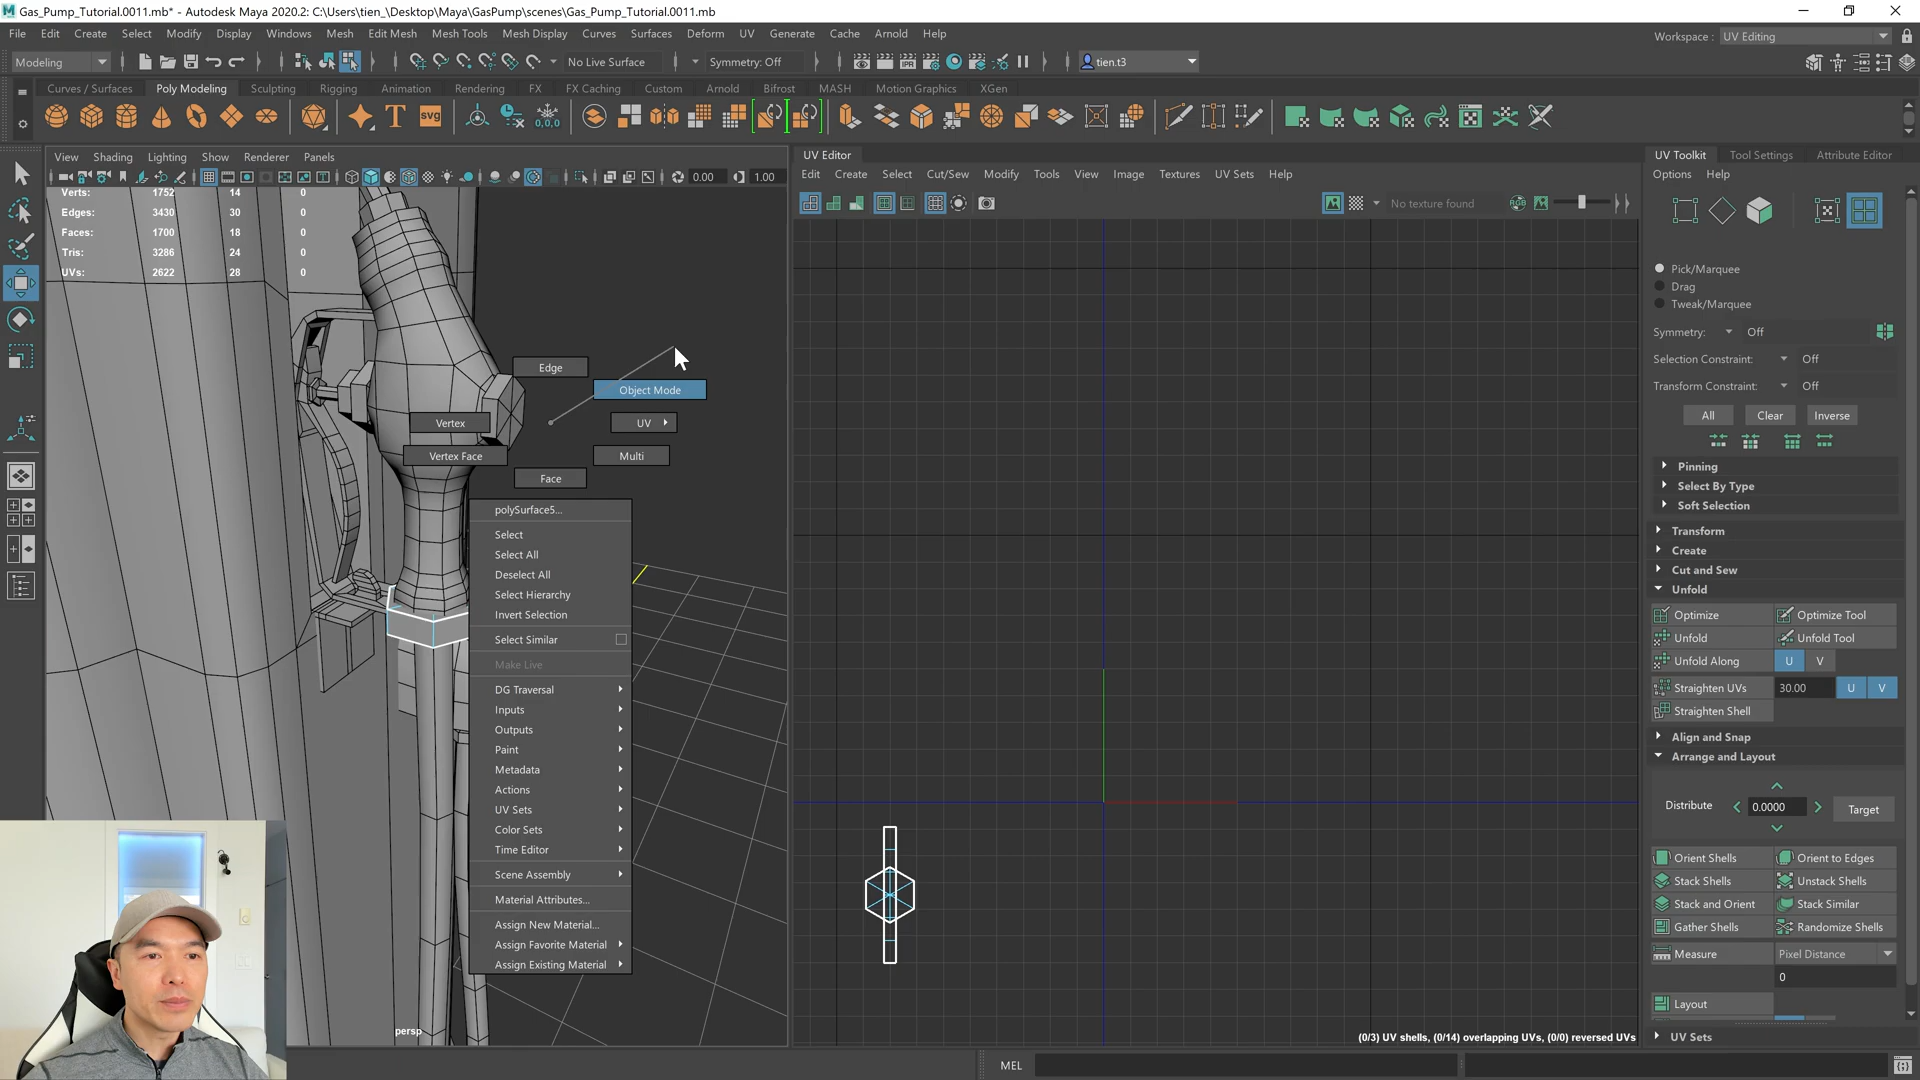 Gas_Pump_Tutorial.0011.mb* - Autodesk Maya 2020.2: C:\Users\tien_\Desktop\Maya\GasPump\scenes\Gas_Pump_Tutorial.0011.mb
File Edit Create Select Modify Display Windows Mesh Edit Mesh Mesh Tools Mesh Display Curves Surfaces Deform UV Generate Cache Arnold Help
Workspace : UV Editing
Modeling No Live Surface Symmetry: Off tien.t3
Curves / Surfaces Poly Modeling Sculpting Rigging Animation Rendering FX FX Caching Custom Arnold Bifrost MASH Motion Graphics XGen
T svg 0,0,0
View Shading Lighting Show Renderer Panels
0.00 1.00
Verts: 1752 14 0
Edges: 3430 30 0
Faces: 1700 18 0
Tris: 3286 24 0
UVs: 2622 28 0
Edge
Object Mode
Vertex
UV
Vertex Face
Multi
Face
polySurface5...
Select
Select All
Deselect All
Select Hierarchy
Invert Selection
Select Similar
Make Live
DG Traversal
Inputs
Outputs
Paint
Metadata
Actions
UV Sets
Color Sets
Time Editor
Scene Assembly
Material Attributes...
Assign New Material...
Assign Favorite Material
Assign Existing Material
persp
UV Editor
Edit Create Select Cut/Sew Modify Tools View Image Textures UV Sets Help
No texture found
RGB
(0/3) UV shells, (0/14) overlapping UVs, (0/0) reversed UVs
UV Toolkit Tool Settings Attribute Editor
Options Help
Pick/Marquee
Drag
Tweak/Marquee
Symmetry: Off
Selection Constraint: Off
Transform Constraint: Off
All Clear Inverse
Pinning
Select By Type
Soft Selection
Transform
Create
Cut and Sew
Unfold
Optimize Optimize Tool
Unfold Unfold Tool
Unfold Along U V
Straighten UVs 30.00 U V
Straighten Shell
Align and Snap
Arrange and Layout
Distribute 0.0000 Target
Orient Shells Orient to Edges
Stack Shells Unstack Shells
Stack and Orient Stack Similar
Gather Shells Randomize Shells
Measure Pixel Distance
0
Layout
UV Sets
MEL